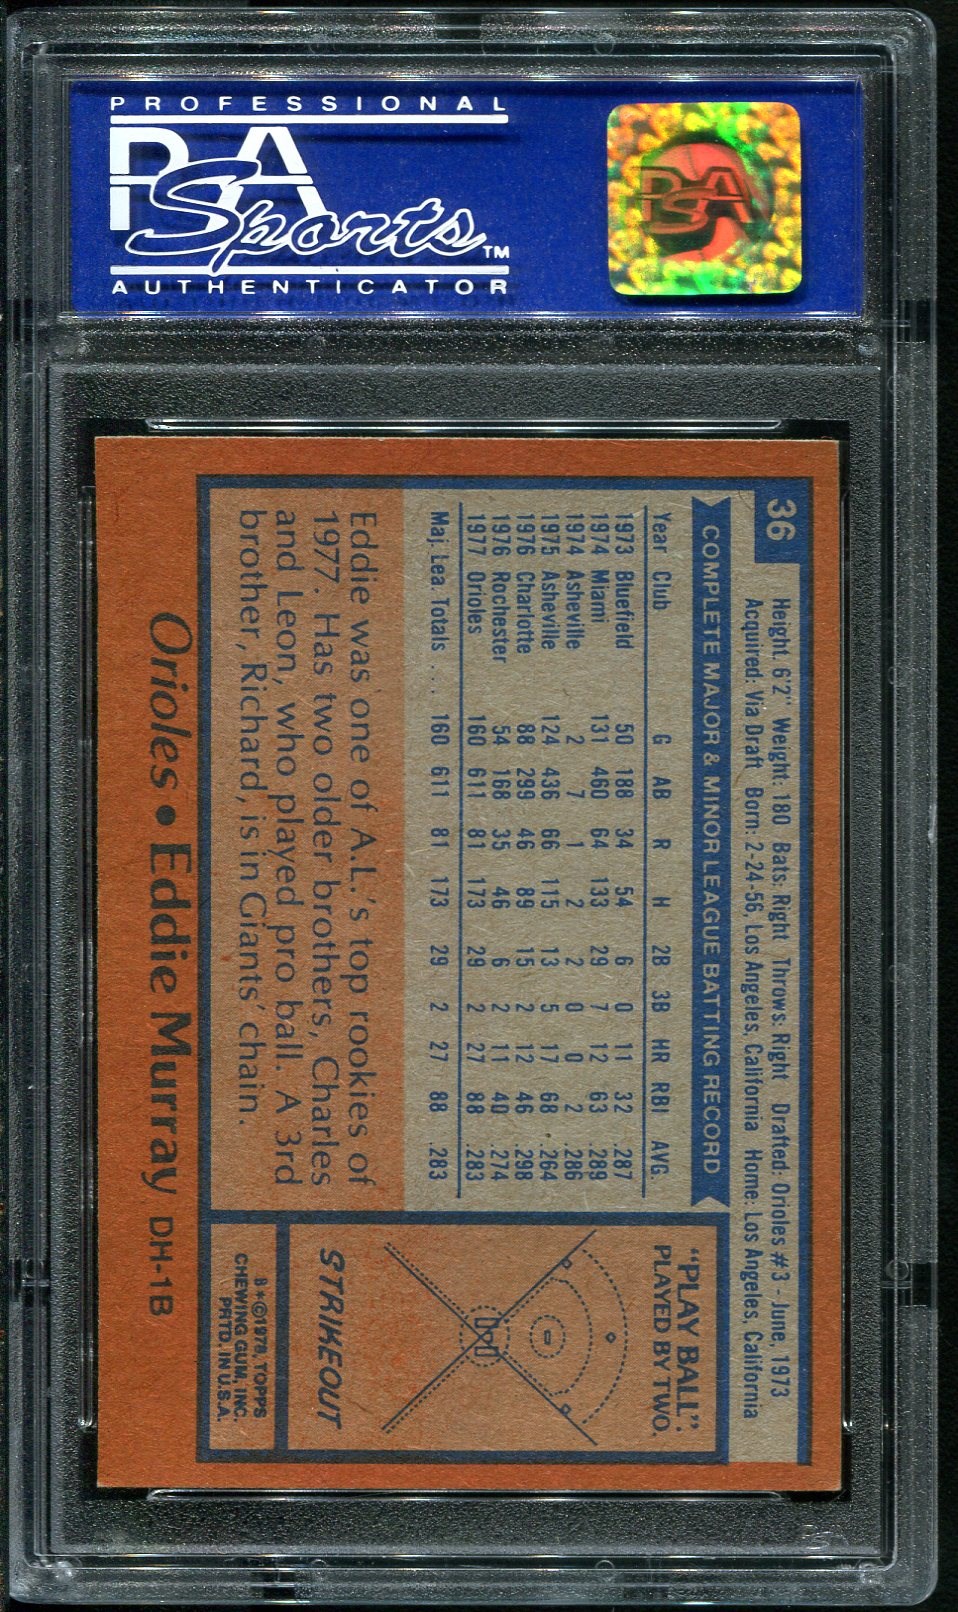 PROFESSIONAL
PSA
Sports™
AUTHENTICATOR
PSA
36
Height: 6'2" Weight: 180 Bats: Right Throws: Right Drafted: Orioles #3 - June, 1973
Acquired: Via Draft Born: 2-24-56, Los Angeles, California Home: Los Angeles, California
COMPLETE MAJOR & MINOR LEAGUE BATTING RECORD
Year Club G AB R H 2B 3B HR RBI AVG.
1973 Bluefield 50 188 34 54 6 0 11 32 .287
1974 Miami 131 460 64 133 29 7 12 63 .289
1974 Asheville 2 7 1 2 2 0 0 2 .286
1975 Asheville 124 436 66 115 13 5 17 68 .264
1976 Charlotte 88 299 46 89 15 2 12 46 .298
1976 Rochester 54 168 35 46 6 2 11 40 .274
1977 Orioles 160 611 81 173 29 2 27 88 .283
Maj. Lea. Totals . . . 160 611 81 173 29 2 27 88 .283
Eddie was one of A.L.'s top rookies of
1977. Has two older brothers, Charles
and Leon, who played pro ball. A 3rd
brother, Richard, is in Giants' chain.
"PLAY BALL"
PLAYED BY TWO
STRIKEOUT
B*©1978, TOPPS
CHEWING GUM, INC.
PRTD. IN U.S.A.
Orioles • Eddie Murray DH-1B